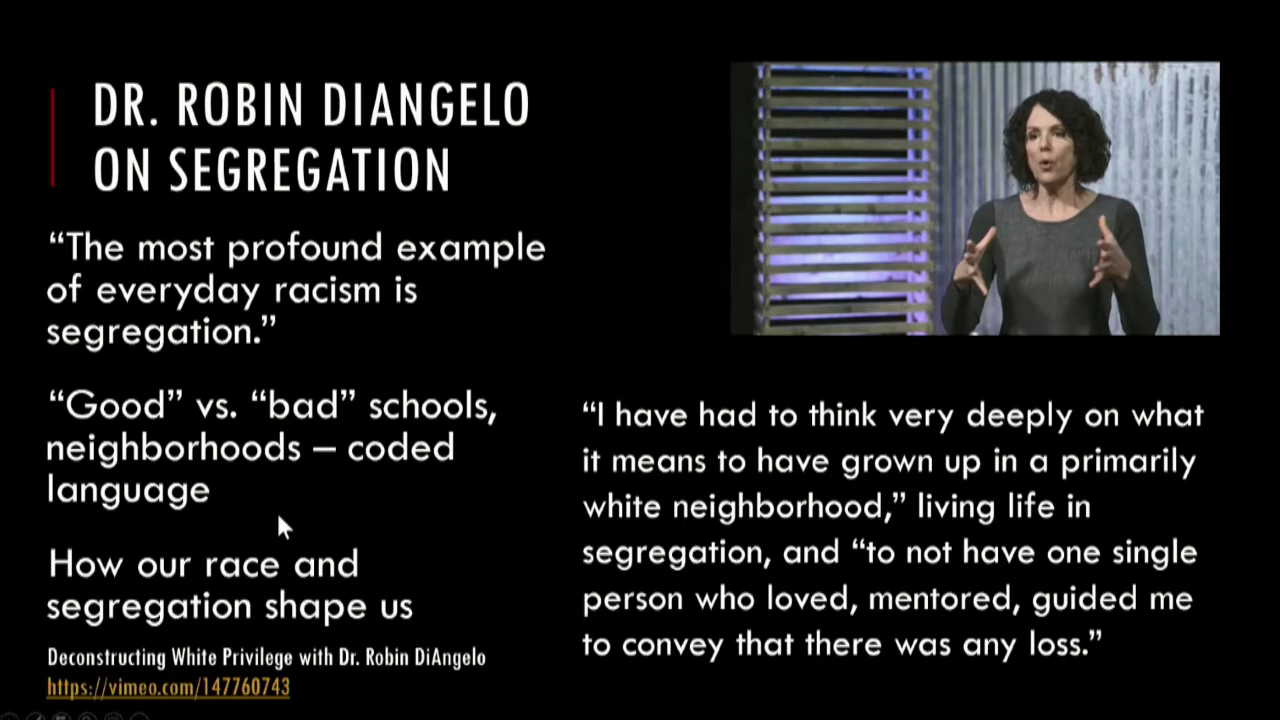 DR. ROBIN DIANGELO
ON SEGREGATION
“The most profound example
of everyday racism is
segregation.”
“Good” vs. “bad” schools,
neighborhoods – coded
language
How our race and
segregation shape us
Deconstructing White Privilege with Dr. Robin DiAngelo
https://vimeo.com/147760743
“I have had to think very deeply on what
it means to have grown up in a primarily
white neighborhood,” living life in
segregation, and “to not have one single
person who loved, mentored, guided me
to convey that there was any loss.”